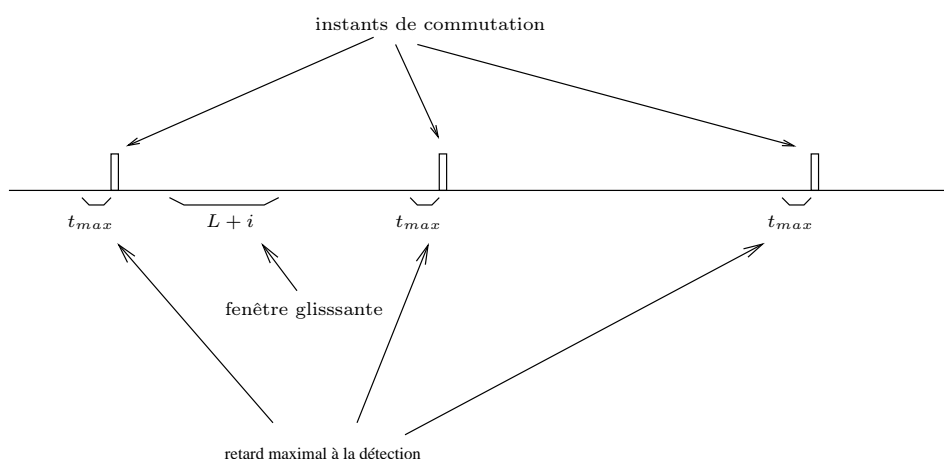 instants de commutation
t_max
L + i
t_max
t_max
fenêtre glisssante
retard maximal à la détection